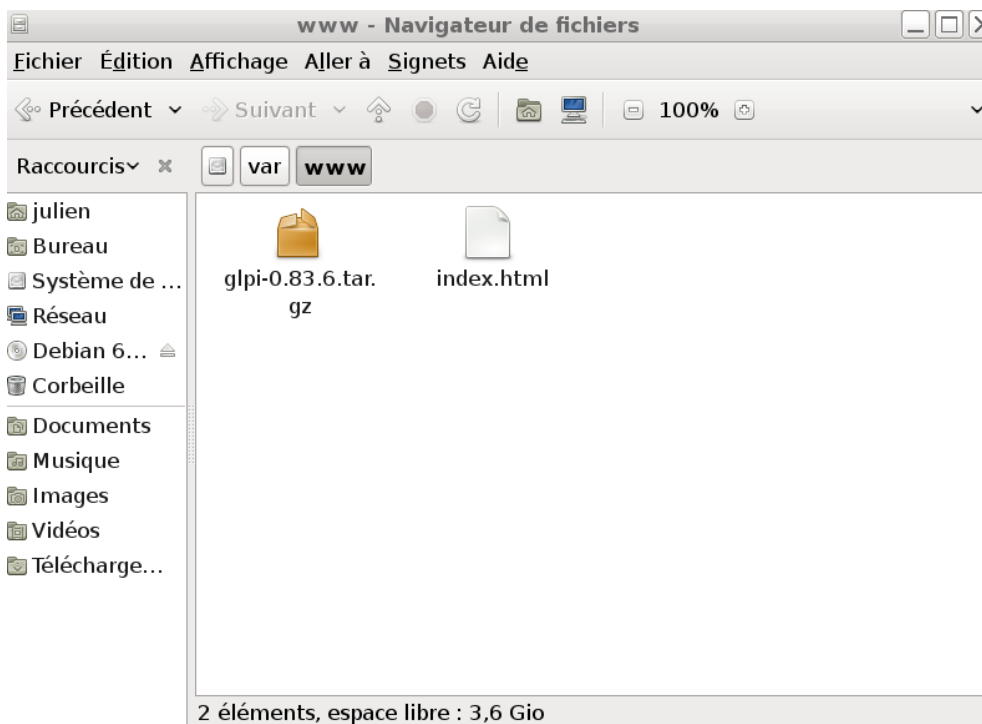 www - Navigateur de fichiers
Fichier Édition Affichage Aller à Signets Aide
Précédent Suivant 100%
Raccourcis var www
julien
Bureau
Système de ...
Réseau
Debian 6...
Corbeille
Documents
Musique
Images
Vidéos
Télécharge...
glpi-0.83.6.tar.
gz
index.html
2 éléments, espace libre : 3,6 Gio